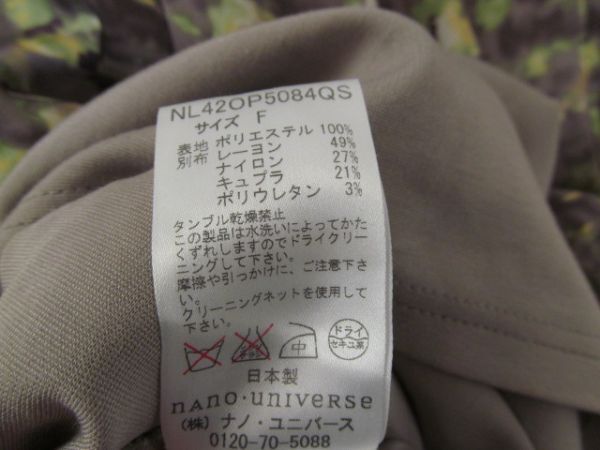 NL42OP5084QS
サイズ F
表地 ポリエステル 100%
別布 レーヨン 49%
ナイロン 27%
キュプラ 21%
ポリウレタン 3%
タンブル乾燥禁止
この製品は水洗いによってかた
くずれしますのでドライクリー
ニングして下さい。
摩擦や引っかけに、ご注意下さ
い。
クリーニングネットを使用して
下さい。
エンソ サラシ 中 ドライ セキユ系
日本製
nano・universe
(株) ナノ・ユニバース
0120-70-5088